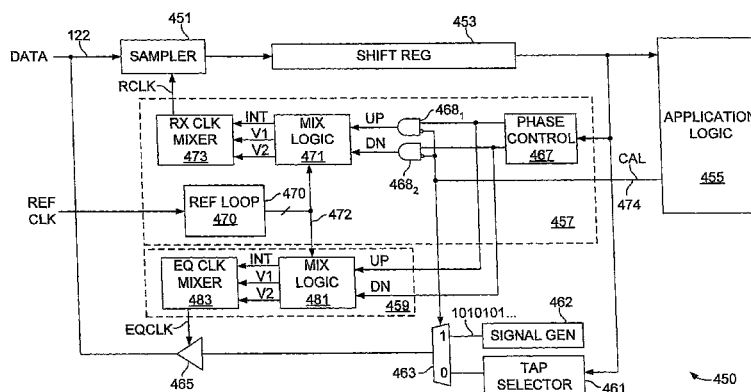 451
453
122
DATA
SAMPLER
SHIFT REG
RCLK
INT
V1
V2
RX CLK
MIXER
473
MIX
LOGIC
471
UP
DN
468₁
468₂
PHASE
CONTROL
467
APPLICATION
LOGIC
455
CAL
474
REF
CLK
REF LOOP
470
470
472
457
INT
V1
V2
EQ CLK
MIXER
483
MIX
LOGIC
481
UP
DN
459
EQCLK
1010101...
462
SIGNAL GEN
1
0
463
465
TAP
SELECTOR
461
450